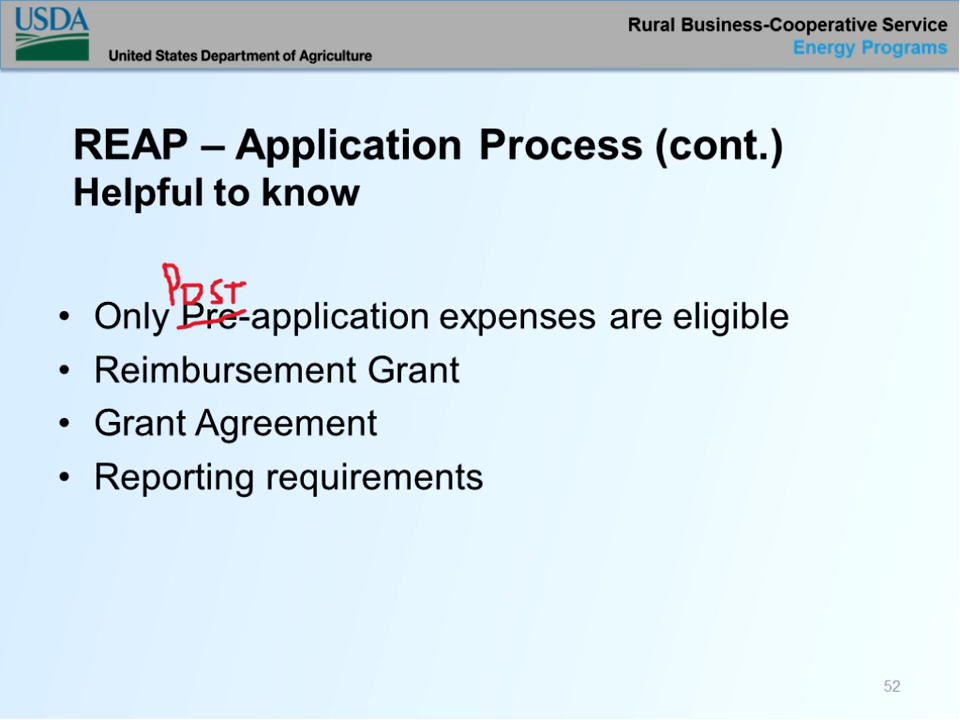 USDA
United States Department of Agriculture
Rural Business-Cooperative Service
Energy Programs
REAP – Application Process (cont.)
Helpful to know
POST
• Only Pre-application expenses are eligible
• Reimbursement Grant
• Grant Agreement
• Reporting requirements
52